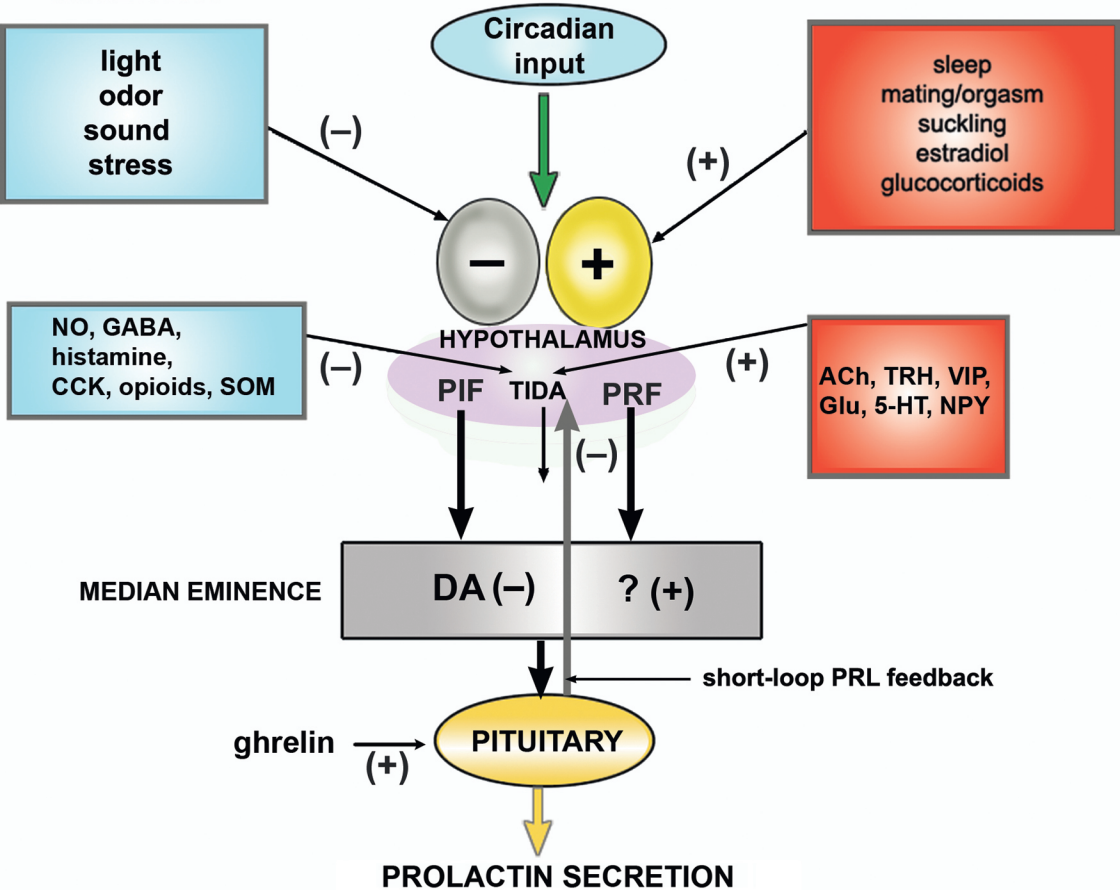 Circadian
input
light
odor
sound
stress
(–)
sleep
mating/orgasm
suckling
estradiol
glucocorticoids
(+)
–
+
NO, GABA,
histamine,
CCK, opioids, SOM
(–)
HYPOTHALAMUS
PIF TIDA PRF
(+)
ACh, TRH, VIP,
Glu, 5-HT, NPY
(–)
MEDIAN EMINENCE
DA (–) ? (+)
short-loop PRL feedback
ghrelin
(+)
PITUITARY
PROLACTIN SECRETION